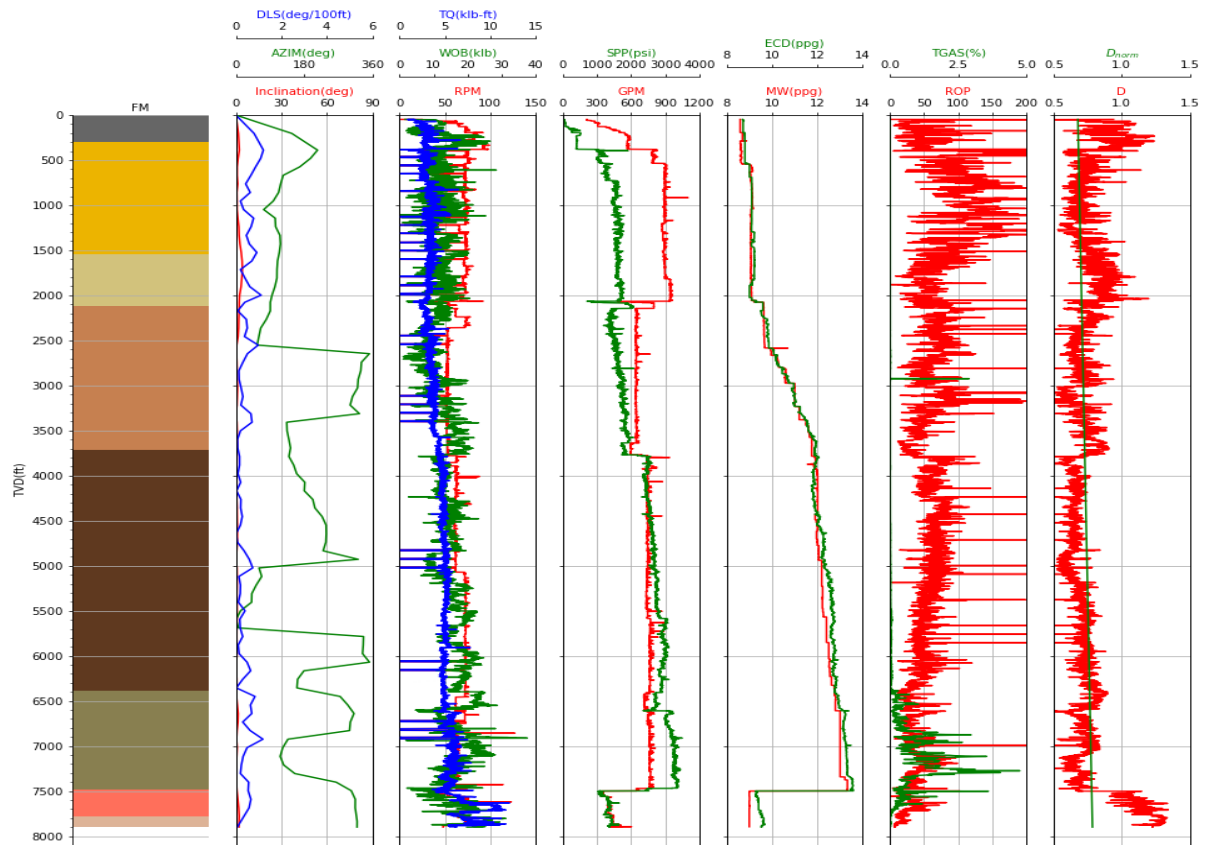 DLS(deg/100ft) TQ(klb-ft)
0 2 4 6 0 5 10 15
AZIM(deg) WOB(klb) SPP(psi) ECD(ppg) TGAS(%) Dnorm
0 180 360 0 10 20 30 40 0 1000 2000 3000 4000 8 10 12 14 0.0 2.5 5.0 0.5 1.0 1.5
FM Inclination(deg) RPM GPM MW(ppg) ROP D
0 30 60 90 0 50 100 150 0 300 600 900 1200 8 10 12 14 0 50 100 150 200 0.5 1.0 1.5
TVD(ft)
0
500
1000
1500
2000
2500
3000
3500
4000
4500
5000
5500
6000
6500
7000
7500
8000